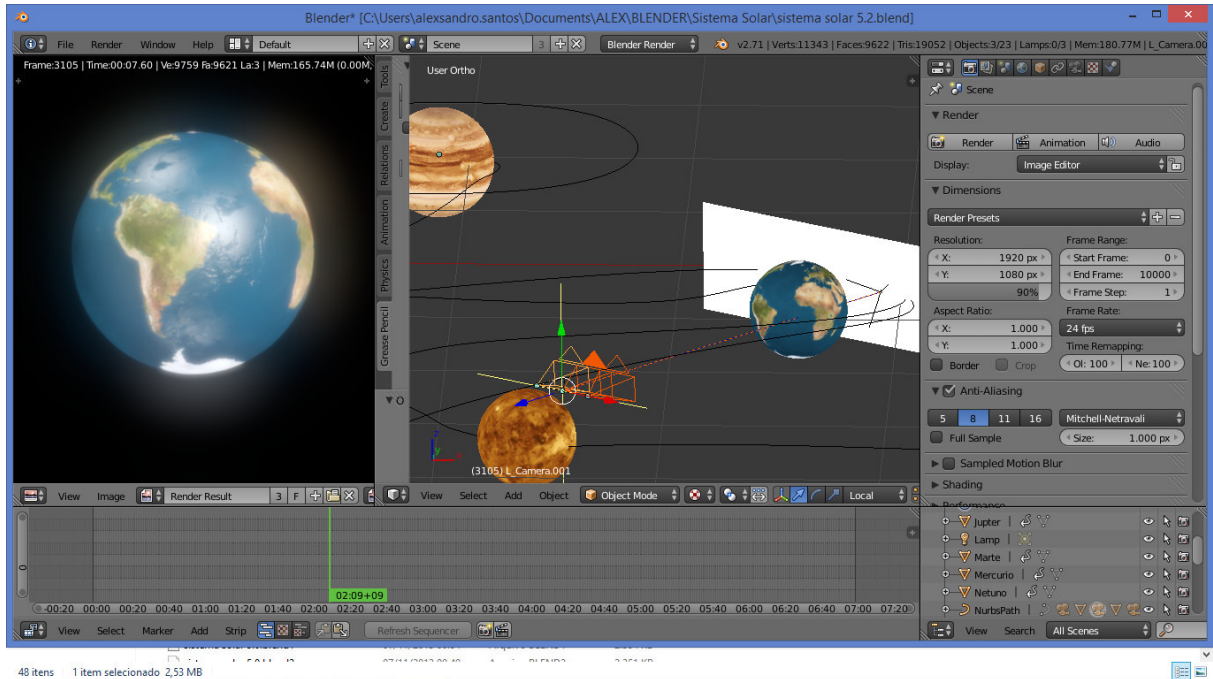 Blender* [C:\Users\alexsandro.santos\Documents\ALEX\BLENDER\Sistema Solar\sistema solar 5.2.blend]
File Render Window Help Default Scene 3 Blender Render v2.71 | Verts:11343 | Faces:9622 | Tris:19052 | Objects:3/23 | Lamps:0/3 | Mem:180.77M | L_Camera.00
Frame:3105 | Time:00:07.60 | Ve:9759 Fa:9621 La:3 | Mem:165.74M (0.00M,
User Ortho
Tools
Create
Relations
Animation
Physics
Grease Pencil
O
z
y
x
(3105) L_Camera.001
Scene
Render
Render Animation Audio
Display: Image Editor
Dimensions
Render Presets
Resolution: Frame Range:
X: 1920 px Start Frame: 0
Y: 1080 px End Frame: 10000
90% Frame Step: 1
Aspect Ratio: Frame Rate:
X: 1.000 24 fps
Y: 1.000 Time Remapping:
Border Crop Ol: 100 Ne: 100
Anti-Aliasing
5 8 11 16 Mitchell-Netravali
Full Sample Size: 1.000 px
Sampled Motion Blur
Shading
Performance
View Image Render Result 3 F
View Select Add Object Object Mode Local
Jupter
Lamp
Marte
Mercurio
Netuno
NurbsPath
02:09+09
-00:20 00:00 00:20 00:40 01:00 01:20 01:40 02:00 02:20 02:40 03:00 03:20 03:40 04:00 04:20 04:40 05:00 05:20 05:40 06:00 06:20 06:40 07:00 07:20
View Select Marker Add Strip Refresh Sequencer
View Search All Scenes
48 itens 1 item selecionado 2,53 MB